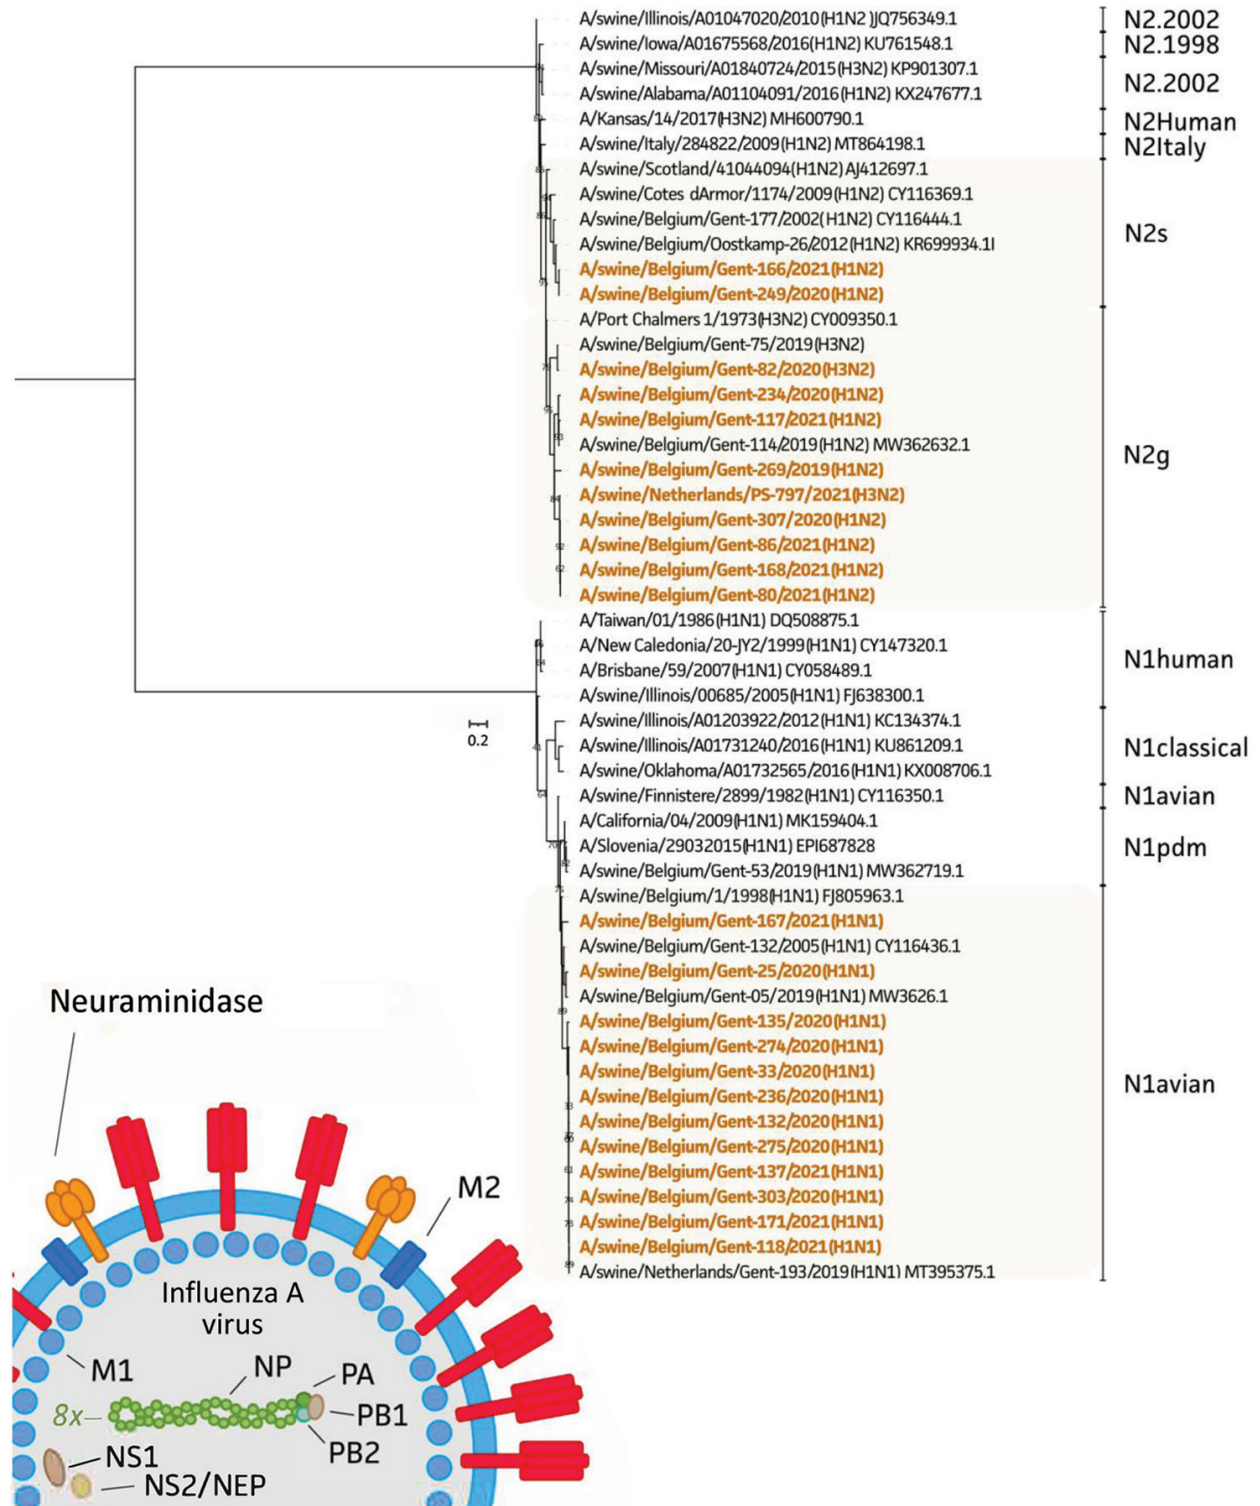 A/swine/Illinois/A01047020/2010(H1N2 )JQ756349.1
N2.2002
A/swine/Iowa/A01675568/2016(H1N2) KU761548.1
N2.1998
A/swine/Missouri/A01840724/2015(H3N2) KP901307.1
A/swine/Alabama/A01104091/2016(H1N2) KX247677.1
N2.2002
A/Kansas/14/2017(H3N2) MH600790.1
N2Human
A/swine/Italy/284822/2009(H1N2) MT864198.1
N2Italy
A/swine/Scotland/41044094(H1N2) AJ412697.1
A/swine/Cotes dArmor/1174/2009(H1N2) CY116369.1
A/swine/Belgium/Gent-177/2002(H1N2) CY116444.1
A/swine/Belgium/Oostkamp-26/2012(H1N2) KR699934.1I
A/swine/Belgium/Gent-166/2021(H1N2)
A/swine/Belgium/Gent-249/2020(H1N2)
N2s
A/Port Chalmers 1/1973(H3N2) CY009350.1
A/swine/Belgium/Gent-75/2019(H3N2)
A/swine/Belgium/Gent-82/2020(H3N2)
A/swine/Belgium/Gent-234/2020(H1N2)
A/swine/Belgium/Gent-117/2021(H1N2)
A/swine/Belgium/Gent-114/2019(H1N2) MW362632.1
A/swine/Belgium/Gent-269/2019(H1N2)
A/swine/Netherlands/PS-797/2021(H3N2)
A/swine/Belgium/Gent-307/2020(H1N2)
A/swine/Belgium/Gent-86/2021(H1N2)
A/swine/Belgium/Gent-168/2021(H1N2)
A/swine/Belgium/Gent-80/2021(H1N2)
N2g
A/Taiwan/01/1986(H1N1) DQ508875.1
A/New Caledonia/20-JY2/1999(H1N1) CY147320.1
A/Brisbane/59/2007(H1N1) CY058489.1
A/swine/Illinois/00685/2005(H1N1) FJ638300.1
N1human
A/swine/Illinois/A01203922/2012(H1N1) KC134374.1
A/swine/Illinois/A01731240/2016(H1N1) KU861209.1
A/swine/Oklahoma/A01732565/2016(H1N1) KX008706.1
N1classical
0.2
A/swine/Finnistere/2899/1982(H1N1) CY116350.1
N1avian
A/California/04/2009(H1N1) MK159404.1
A/Slovenia/29032015(H1N1) EPI687828
A/swine/Belgium/Gent-53/2019(H1N1) MW362719.1
N1pdm
A/swine/Belgium/1/1998(H1N1) FJ805963.1
A/swine/Belgium/Gent-167/2021(H1N1)
A/swine/Belgium/Gent-132/2005(H1N1) CY116436.1
A/swine/Belgium/Gent-25/2020(H1N1)
A/swine/Belgium/Gent-05/2019(H1N1) MW3626.1
A/swine/Belgium/Gent-135/2020(H1N1)
A/swine/Belgium/Gent-274/2020(H1N1)
A/swine/Belgium/Gent-33/2020(H1N1)
A/swine/Belgium/Gent-236/2020(H1N1)
A/swine/Belgium/Gent-132/2020(H1N1)
A/swine/Belgium/Gent-275/2020(H1N1)
A/swine/Belgium/Gent-137/2021(H1N1)
A/swine/Belgium/Gent-303/2020(H1N1)
A/swine/Belgium/Gent-171/2021(H1N1)
A/swine/Belgium/Gent-118/2021(H1N1)
A/swine/Netherlands/Gent-193/2019(H1N1) MT395375.1
N1avian
Neuraminidase
M2
Influenza A
virus
M1
NP
PA
8x
PB1
PB2
NS1
NS2/NEP